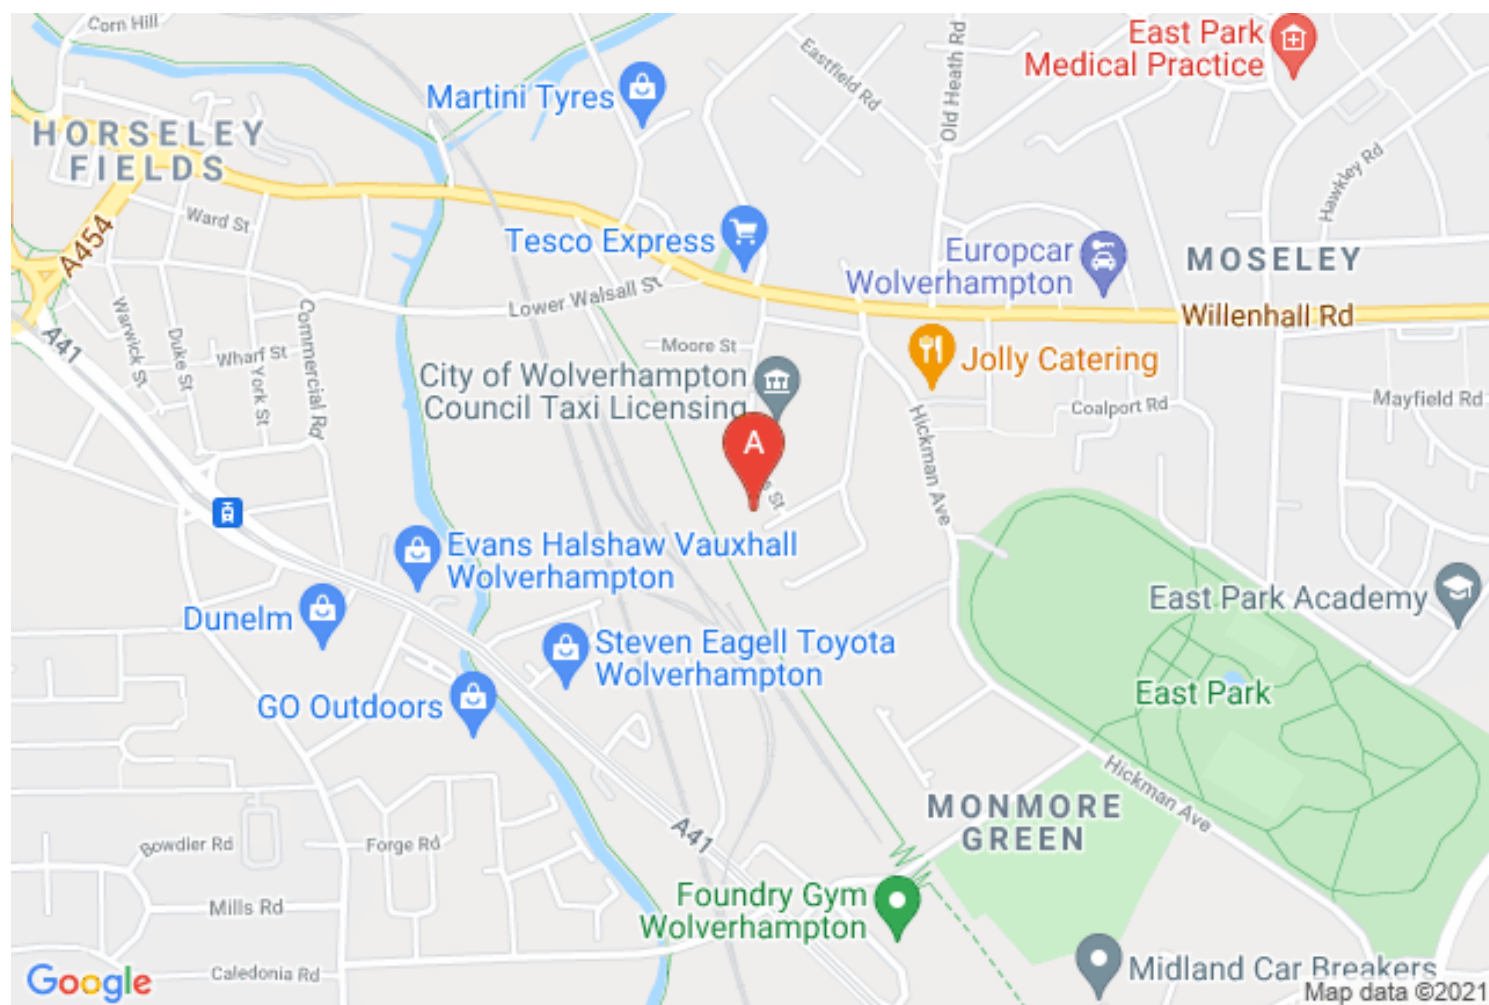 Corn Hill
East Park
Medical Practice
Eastfield Rd
Old Heath Rd
Martini Tyres
HORSELEY
FIELDS
Hawkley Rd
Ward St
A454
Tesco Express
Europcar
Wolverhampton
MOSELEY
Lower Walsall St
Willenhall Rd
Warwick St
Duke St
Wharf St
York St
Commercial Rd
A41
Moore St
City of Wolverhampton
Council Taxi Licensing
Jolly Catering
Coalport Rd
Mayfield Rd
Hickman Ave
A
St
Evans Halshaw Vauxhall
Wolverhampton
East Park Academy
Dunelm
Steven Eagell Toyota
Wolverhampton
GO Outdoors
East Park
Hickman Ave
MONMORE
GREEN
A41
Bowdler Rd
Forge Rd
Mills Rd
Foundry Gym
Wolverhampton
Caledonia Rd
Midland Car Breakers
Google
Map data ©2021